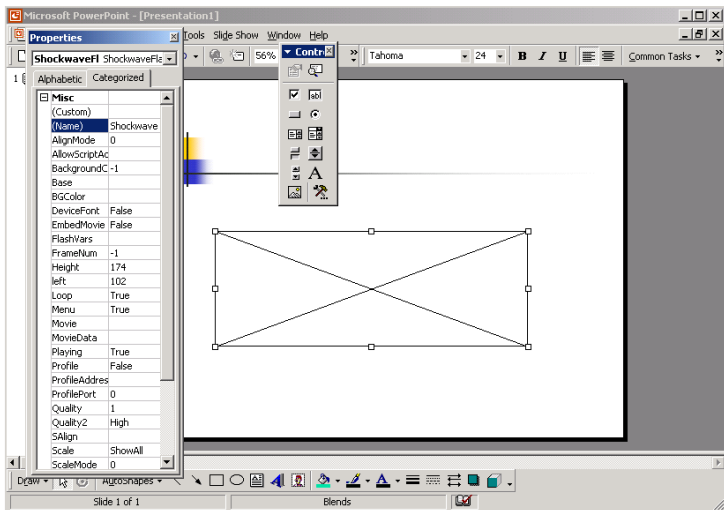 Microsoft PowerPoint - [Presentation1]
Tools Slide Show Window Help
56% Tahoma 24 B I U Common Tasks
Properties
ShockwaveFl ShockwaveFla
Alphabetic Categorized
Misc
(Custom)
(Name) Shockwave
AlignMode 0
AllowScriptAc
BackgroundC -1
Base
BGColor
DeviceFont False
EmbedMovie False
FlashVars
FrameNum -1
Height 174
left 102
Loop True
Menu True
Movie
MovieData
Playing True
Profile False
ProfileAddres
ProfilePort 0
Quality 1
Quality2 High
SAlign
Scale ShowAll
ScaleMode 0
Contr
abl
A
1
Draw AutoShapes A A
Slide 1 of 1 Blends